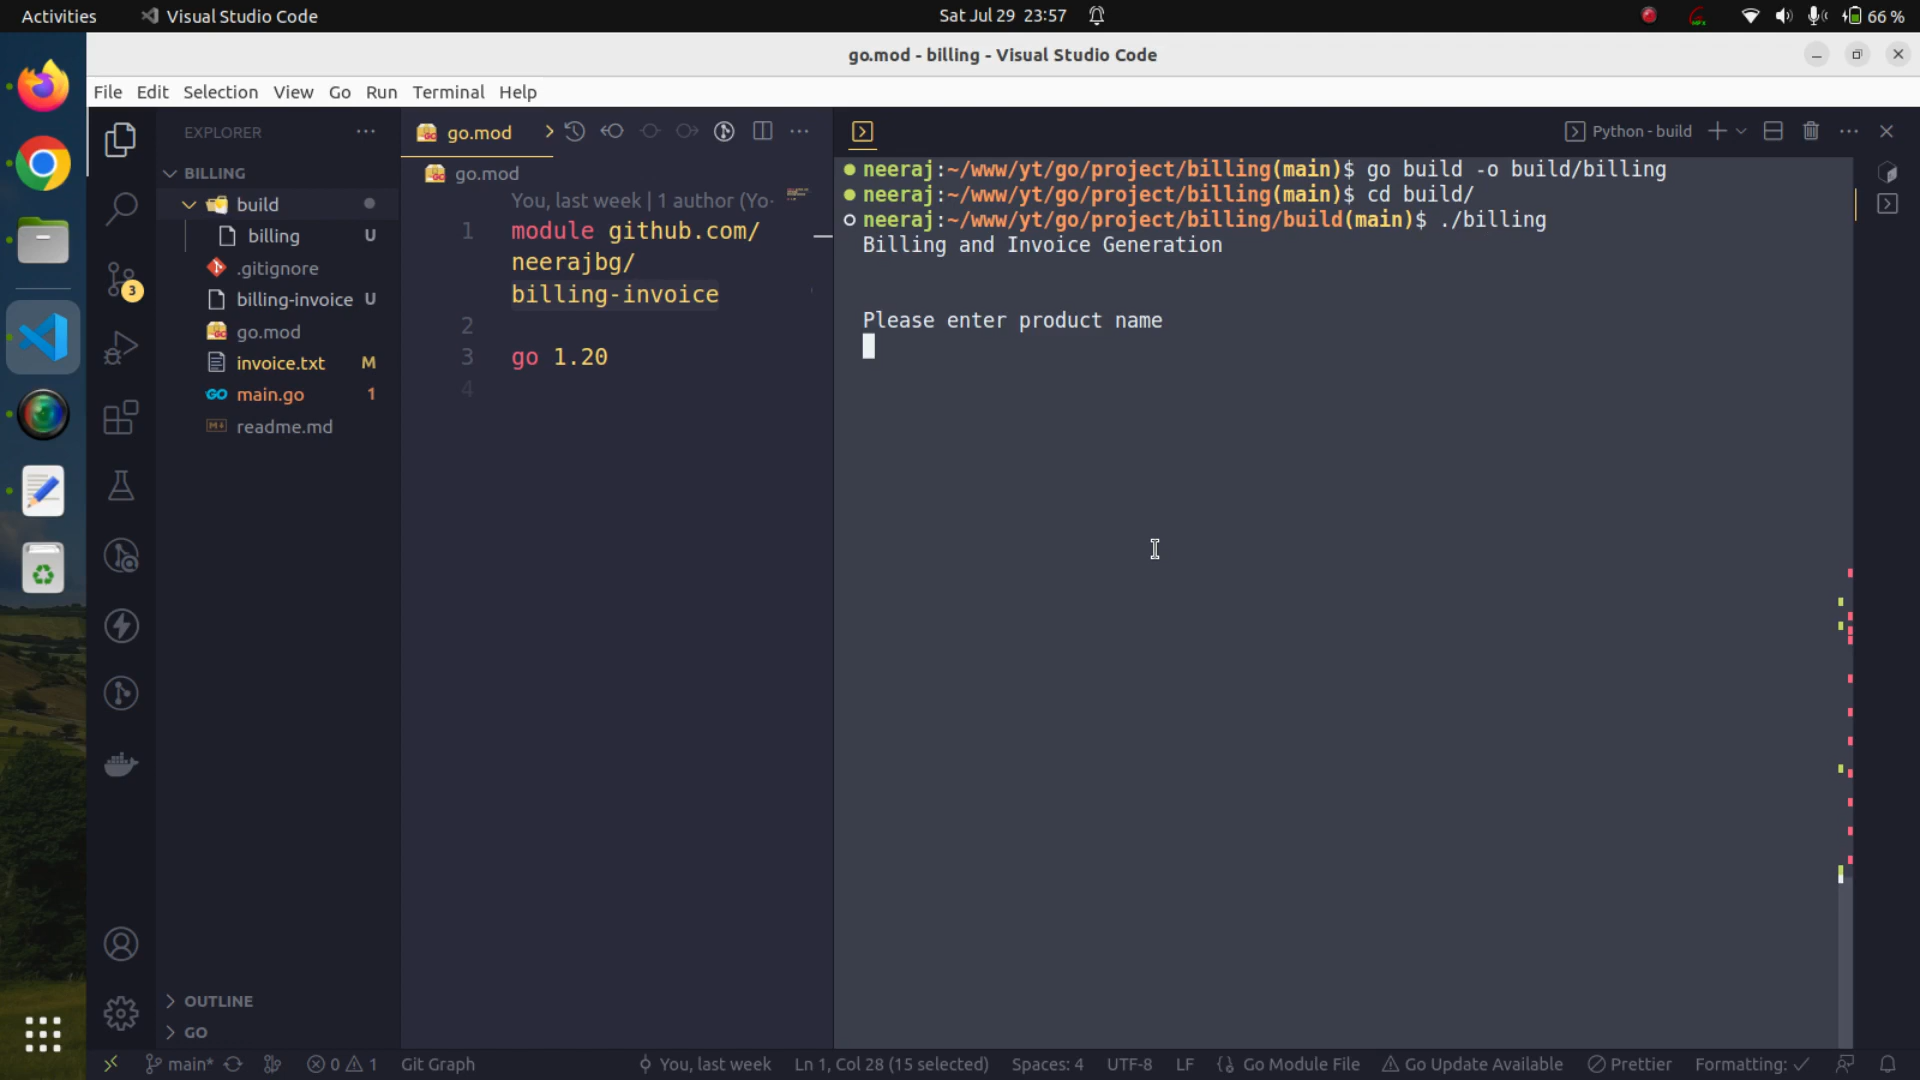 Activities
Visual Studio Code
Sat Jul 29 23:57
66 %
go.mod - billing - Visual Studio Code
File Edit Selection View Go Run Terminal Help
EXPLORER
BILLING
build
billing U
.gitignore
billing-invoice U
go.mod
invoice.txt M
main.go 1
readme.md
OUTLINE
GO
3
go.mod
go.mod
You, last week | 1 author (Yo-
1 module github.com/
neerajbg/
billing-invoice
2
3 go 1.20
4
Python - build
neeraj:~/www/yt/go/project/billing(main)$ go build -o build/billing
neeraj:~/www/yt/go/project/billing(main)$ cd build/
neeraj:~/www/yt/go/project/billing/build(main)$ ./billing
Billing and Invoice Generation
Please enter product name
main* 0 1 Git Graph You, last week Ln 1, Col 28 (15 selected) Spaces: 4 UTF-8 LF Go Module File Go Update Available Prettier Formatting: ✓